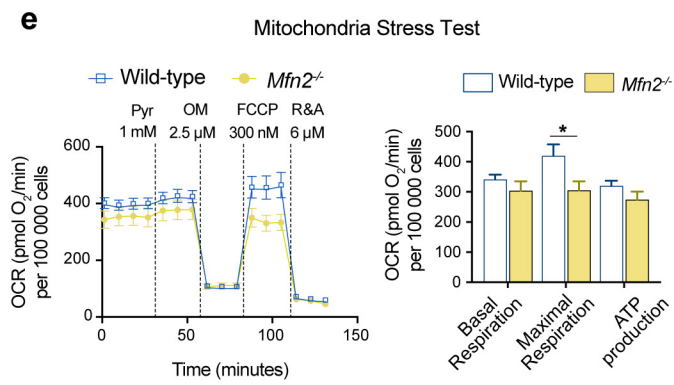 e
Mitochondria Stress Test
Wild-type
Mfn2-/-
Pyr
1 mM
OM
2.5 µM
FCCP
300 nM
R&A
6 µM
OCR (pmol O2/min)
per 100 000 cells
600
400
200
0
0
50
100
150
Time (minutes)
Wild-type
Mfn2-/-
*
OCR (pmol O2/min)
per 100 000 cells
500
400
300
200
100
0
Basal
Respiration
Maximal
Respiration
ATP
production